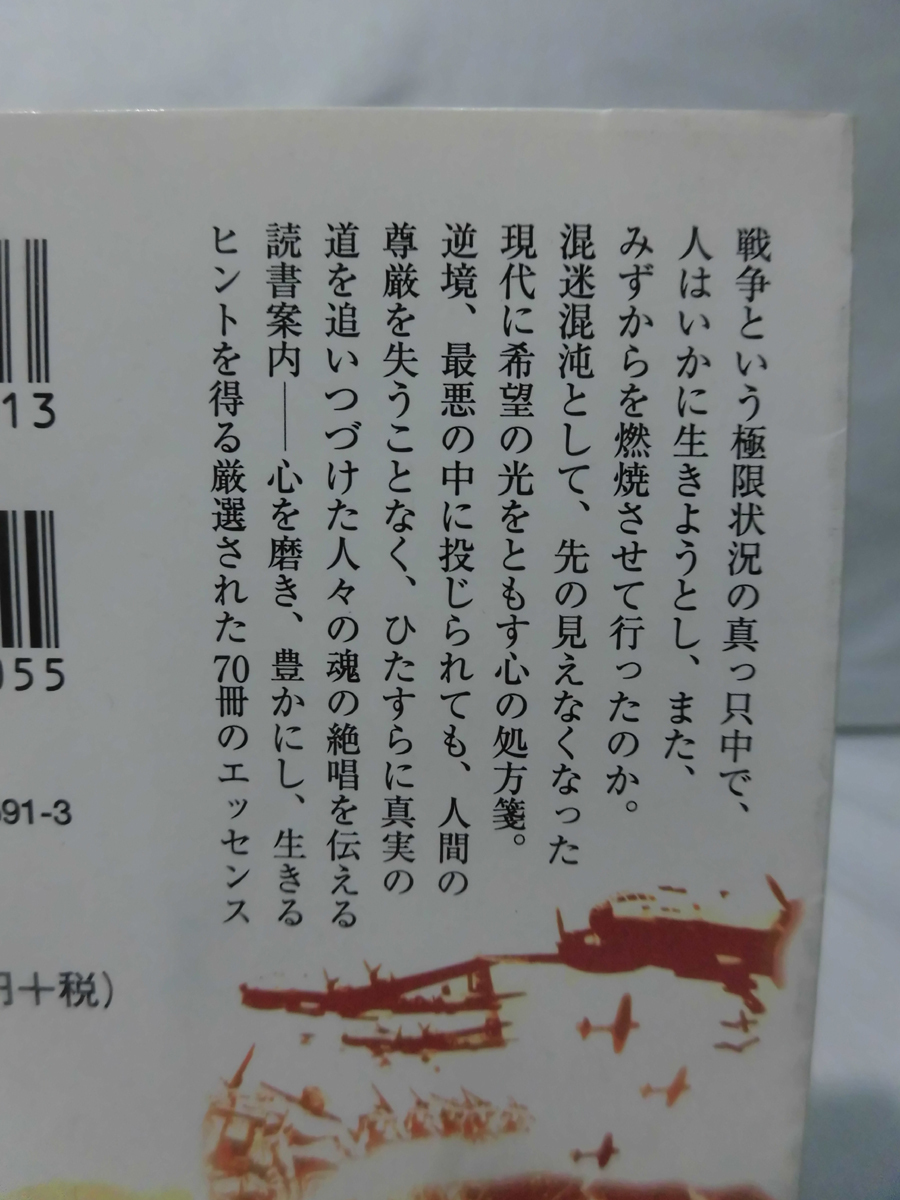 戦争という極限状況の真っ只中で、
人はいかに生きようとし、また、
みずからを燃焼させて行ったのか。
混迷混沌として、先の見えなくなった
現代に希望の光をともす心の処方箋。
逆境、最悪の中に投じられても、人間の
尊厳を失うことなく、ひたすらに真実の
道を追いつづけた人々の魂の絶唱を伝える
読書案内――心を磨き、豊かにし、生きる
ヒントを得る厳選された70冊のエッセンス
13
055
091-3
円+税)